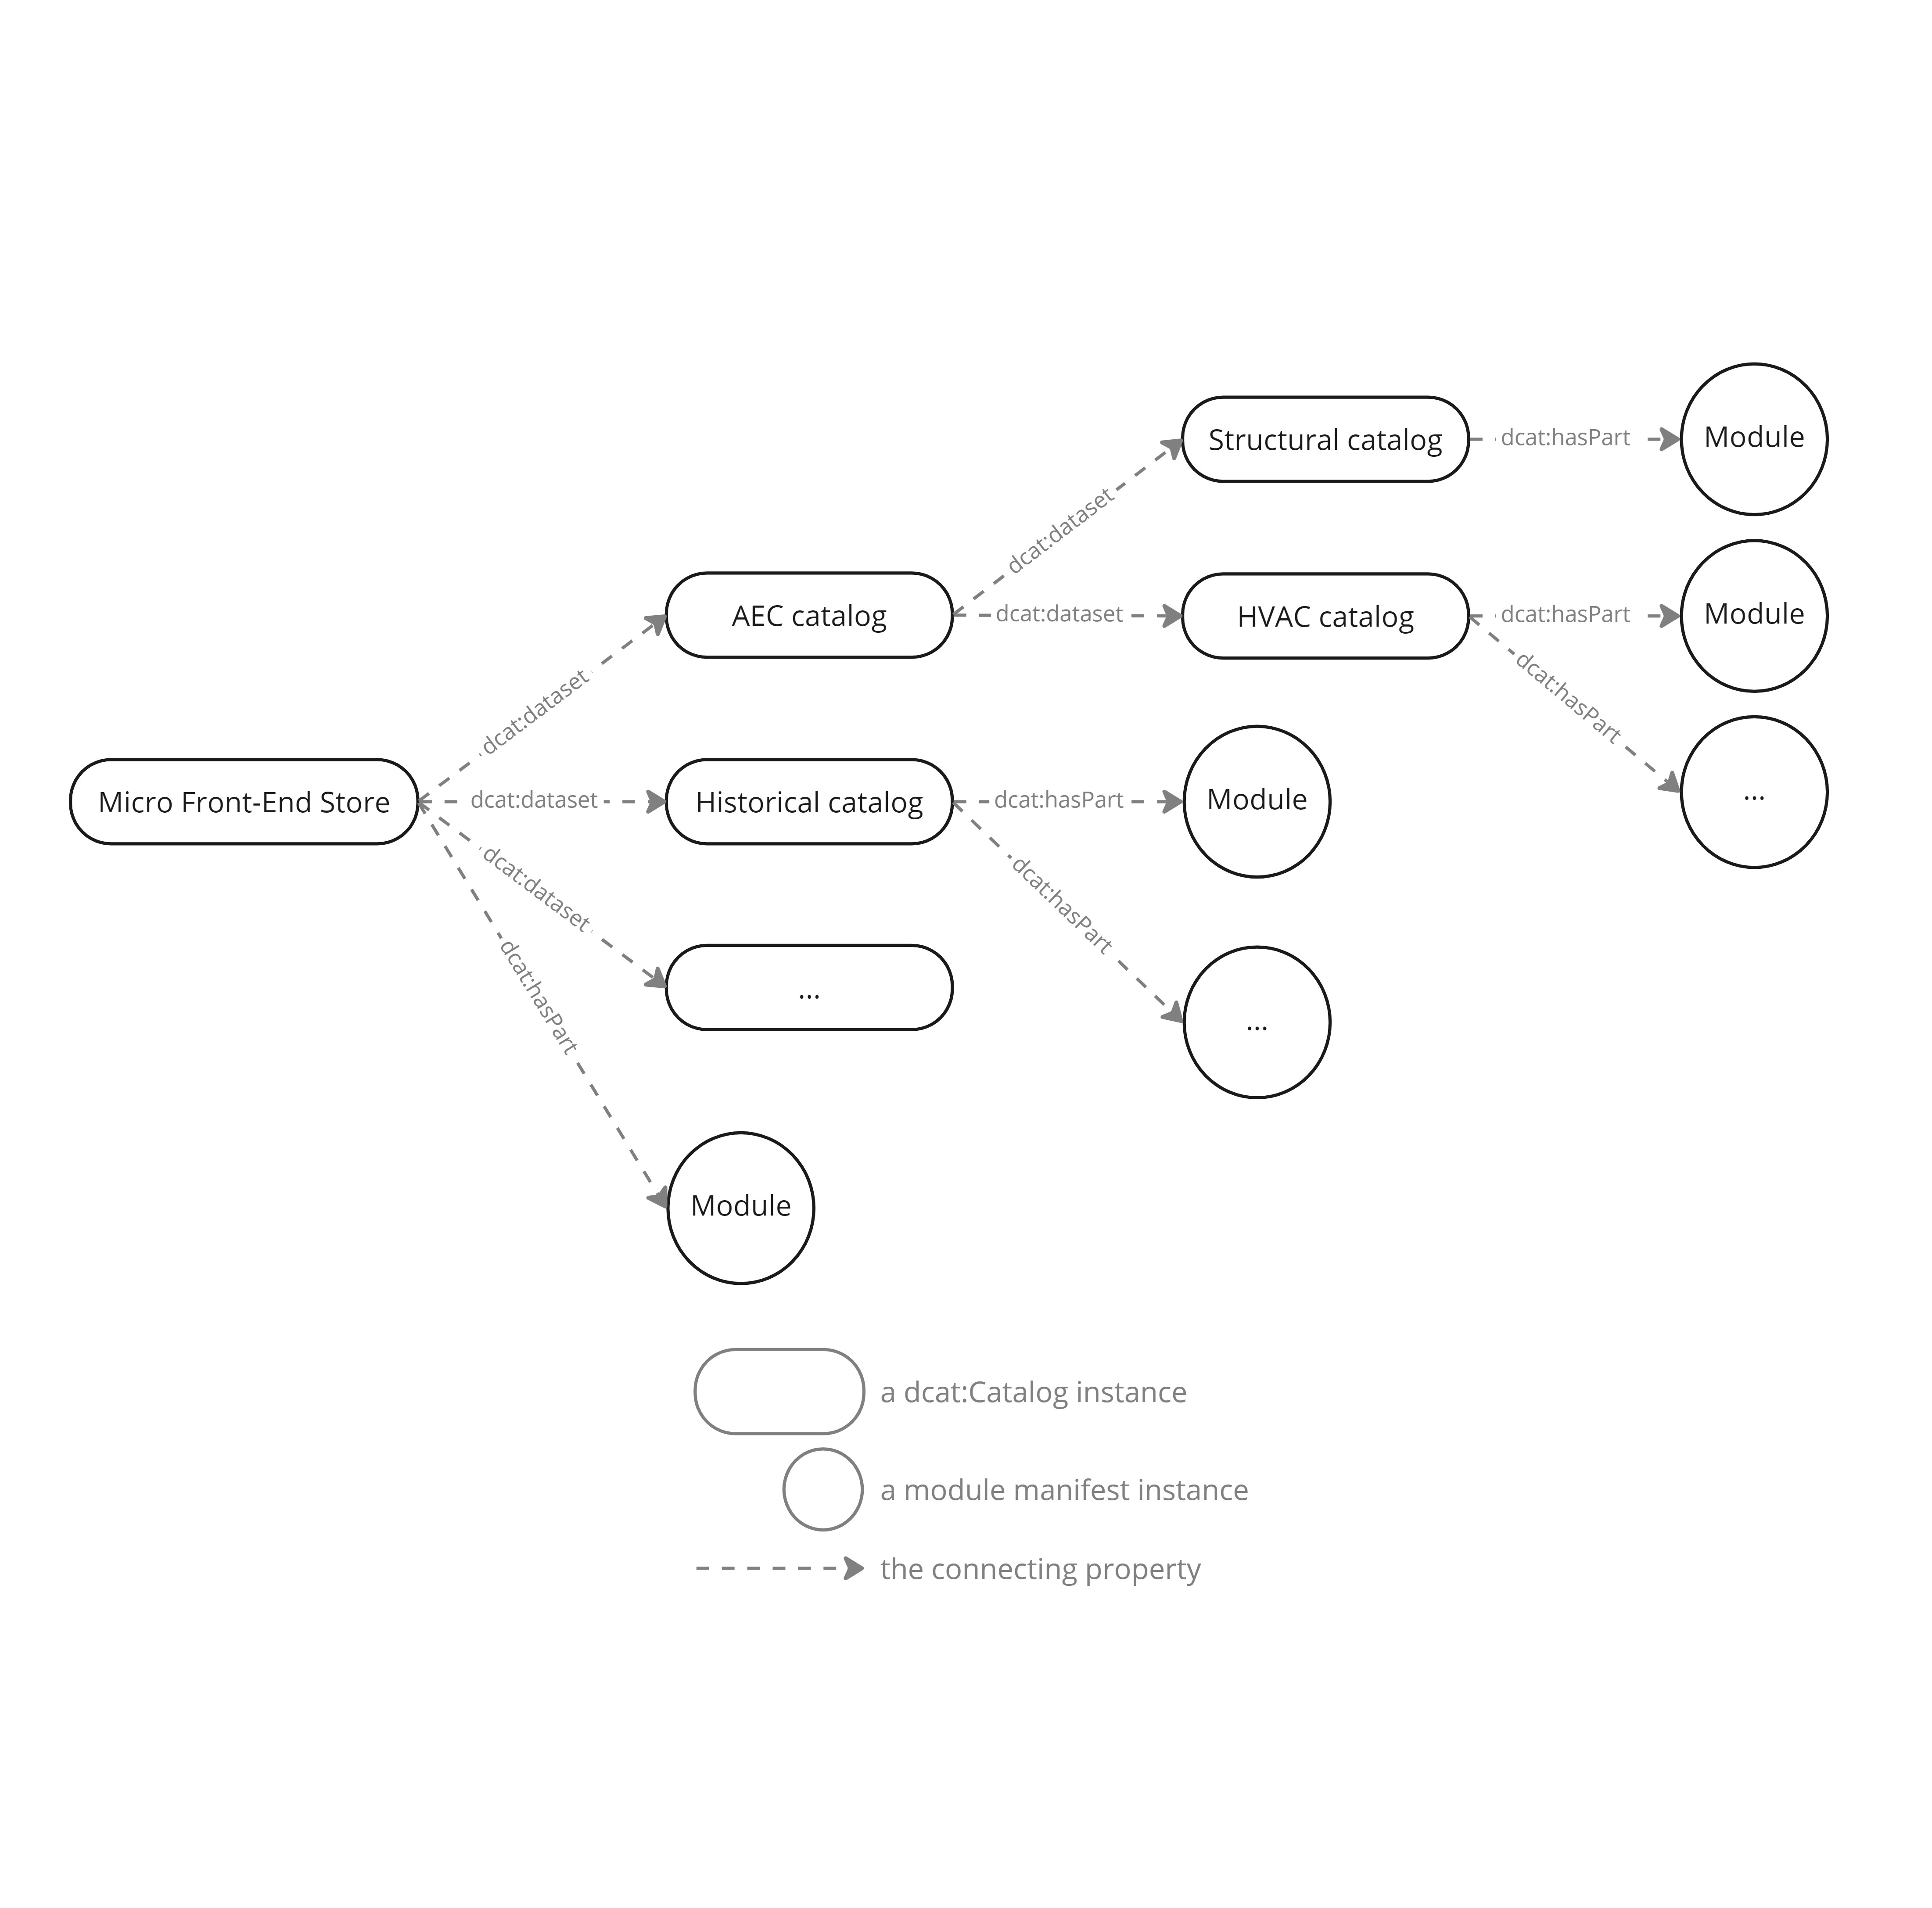 Structural catalog
dcat:hasPart
Module
dcat:dataset
AEC catalog
dcat:dataset
HVAC catalog
dcat:hasPart
Module
dcat:hasPart
...
dcat:dataset
Micro Front-End Store
dcat:dataset
Historical catalog
dcat:hasPart
Module
dcat:hasPart
...
dcat:dataset
...
dcat:hasPart
Module
a dcat:Catalog instance
a module manifest instance
the connecting property